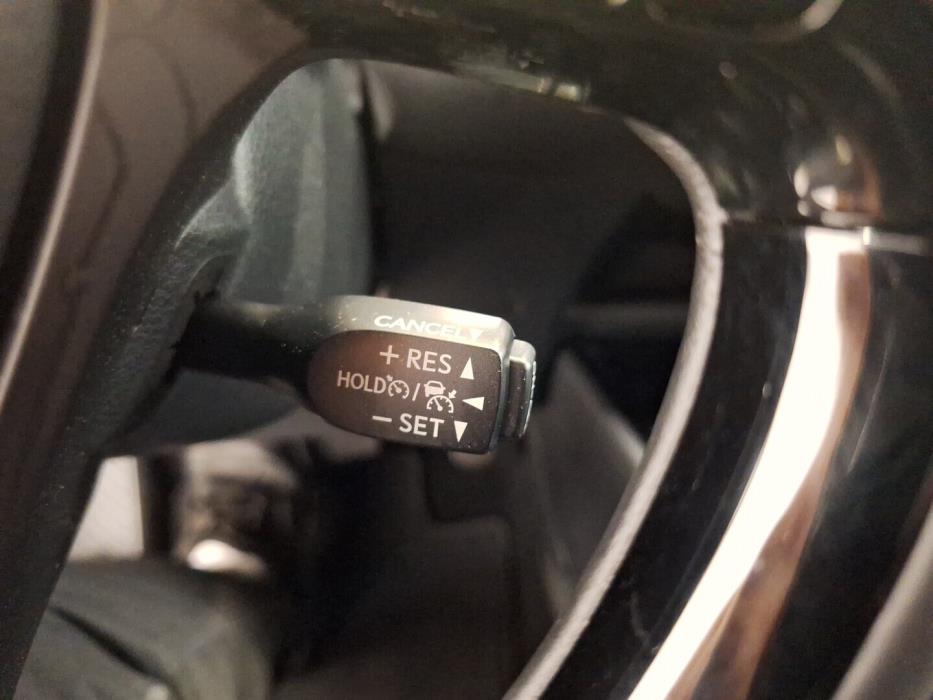 CANCEL
+ RES
HOLD /
− SET